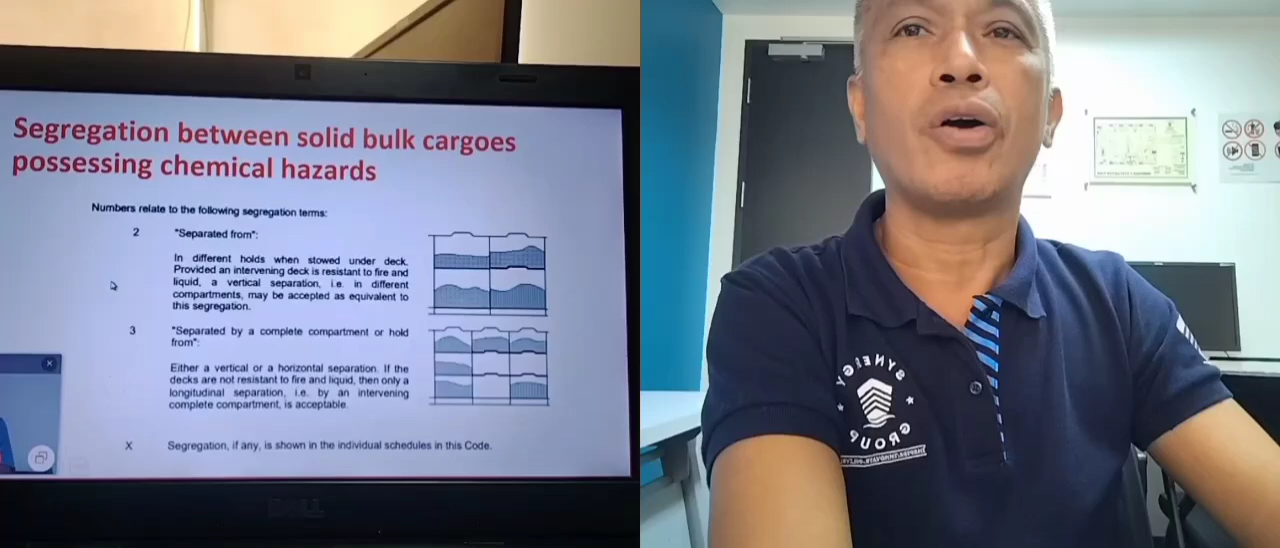 Segregation between solid bulk cargoes
possessing chemical hazards
Numbers relate to the following segregation terms:
2 "Separated from":
In different holds when stowed under deck.
Provided an intervening deck is resistant to fire and
liquid, a vertical separation, i.e. in different
compartments, may be accepted as equivalent to
this segregation.
3 "Separated by a complete compartment or hold
from":
Either a vertical or a horizontal separation. If the
decks are not resistant to fire and liquid, then only a
longitudinal separation, i.e. by an intervening
complete compartment, is acceptable.
X Segregation, if any, is shown in the individual schedules in this Code.
DELL
SYNERGY
GROUP